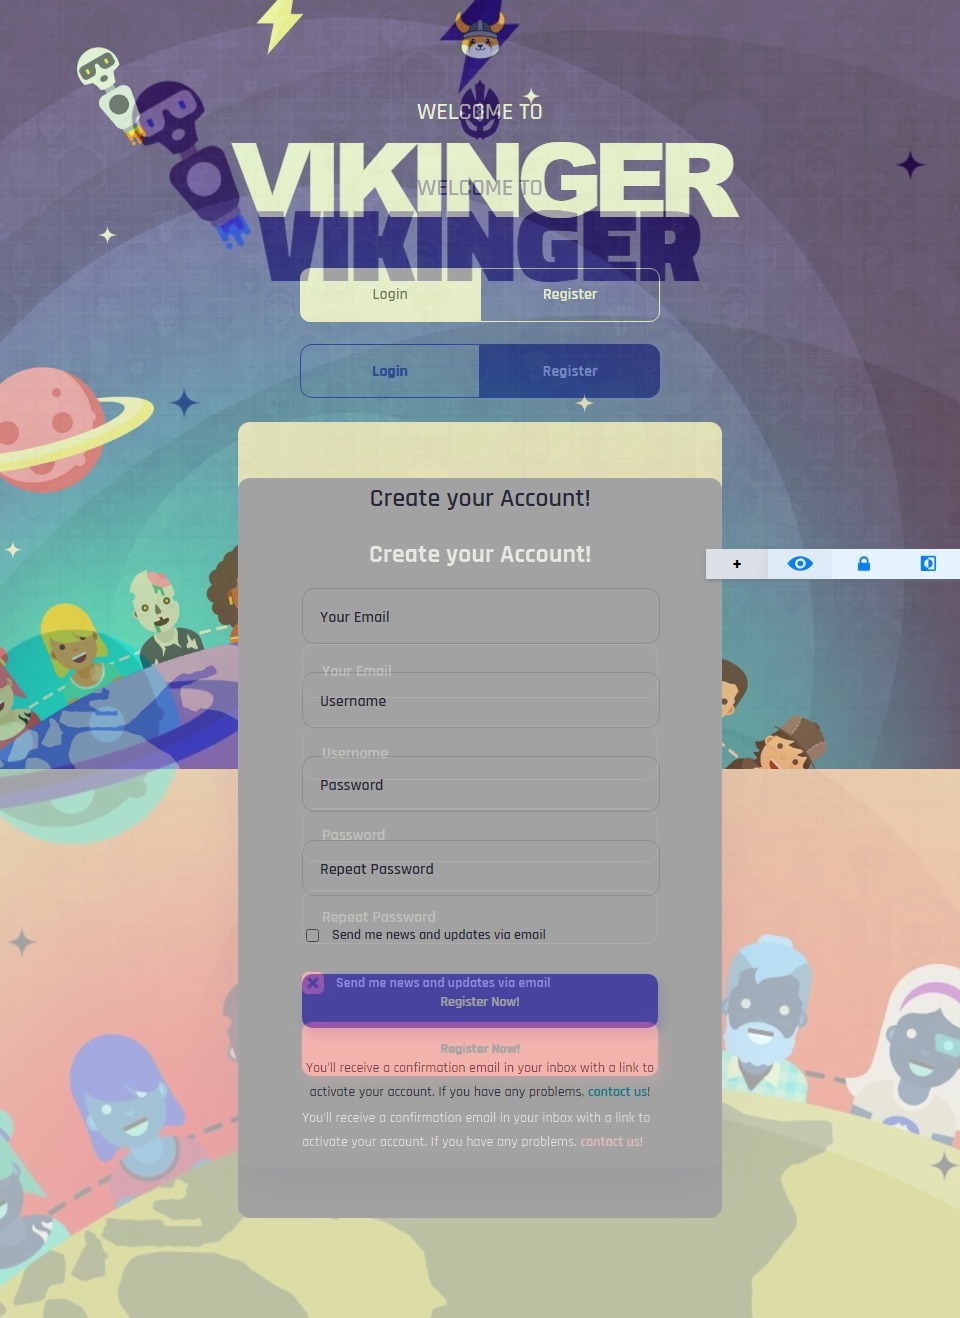 WELCOME TO
VIKINGER
WELCOME TO
VIKINGER
Login Register
Login Register
Create your Account!
Create your Account!
+
Your Email
Your Email
Username
Username
Password
Password
Repeat Password
Repeat Password
Send me news and updates via email
Send me news and updates via email
Register Now!
Register Now!
You'll receive a confirmation email in your inbox with a link to
activate your account. If you have any problems, contact us!
You'll receive a confirmation email in your inbox with a link to
activate your account. If you have any problems, contact us!